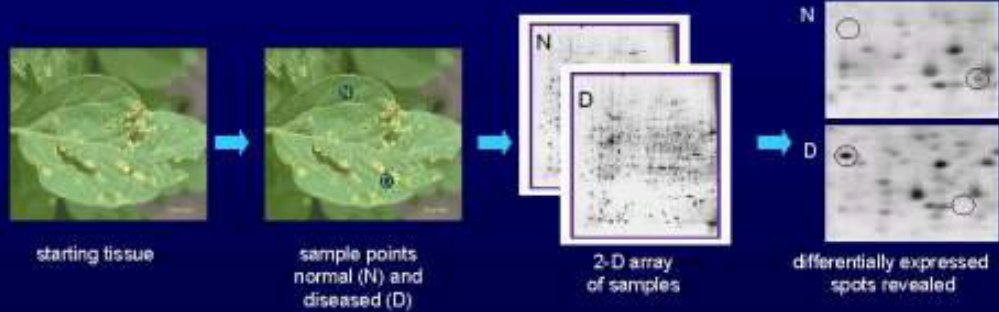 N
N
N
D
D
D
starting tissue
sample points
normal (N) and
diseased (D)
2-D array
of samples
differentially expressed
spots revealed